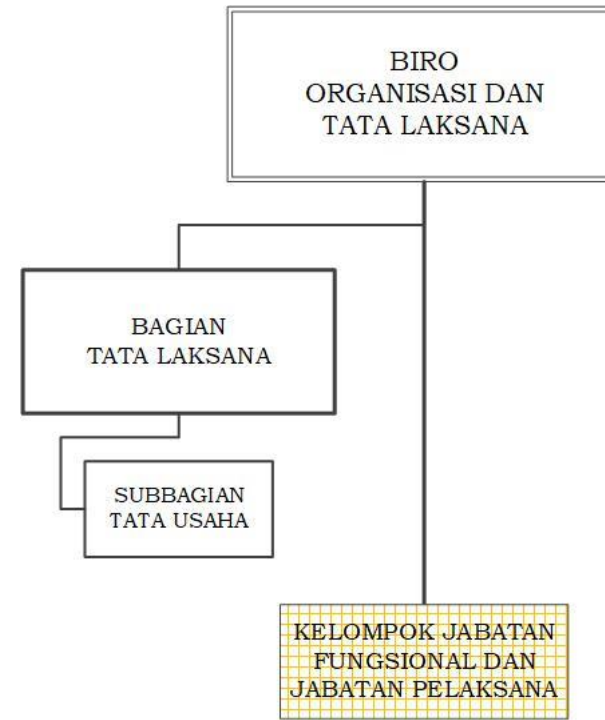 BIRO
ORGANISASI DAN
TATA LAKSANA
BAGIAN
TATA LAKSANA
SUBBAGIAN
TATA USAHA
KELOMPOK JABATAN
FUNGSIONAL DAN
JABATAN PELAKSANA